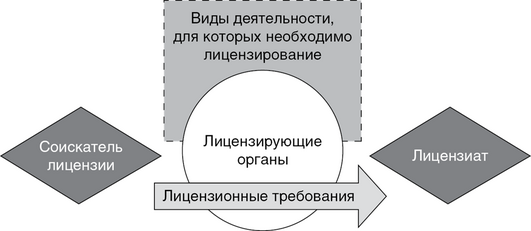 Виды деятельности,
для которых необходимо
лицензирование
Соискатель
лицензии
Лицензирующие
органы
Лицензиат
Лицензионные требования